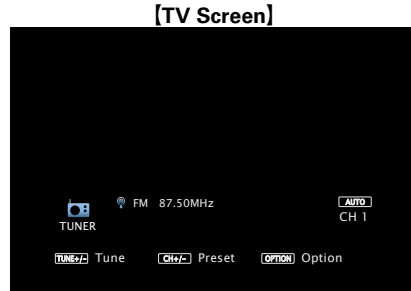 【TV Screen】
FM 87.50MHz
AUTO
CH 1
TUNER
TUNE+/- Tune CH+/- Preset OPTION Option